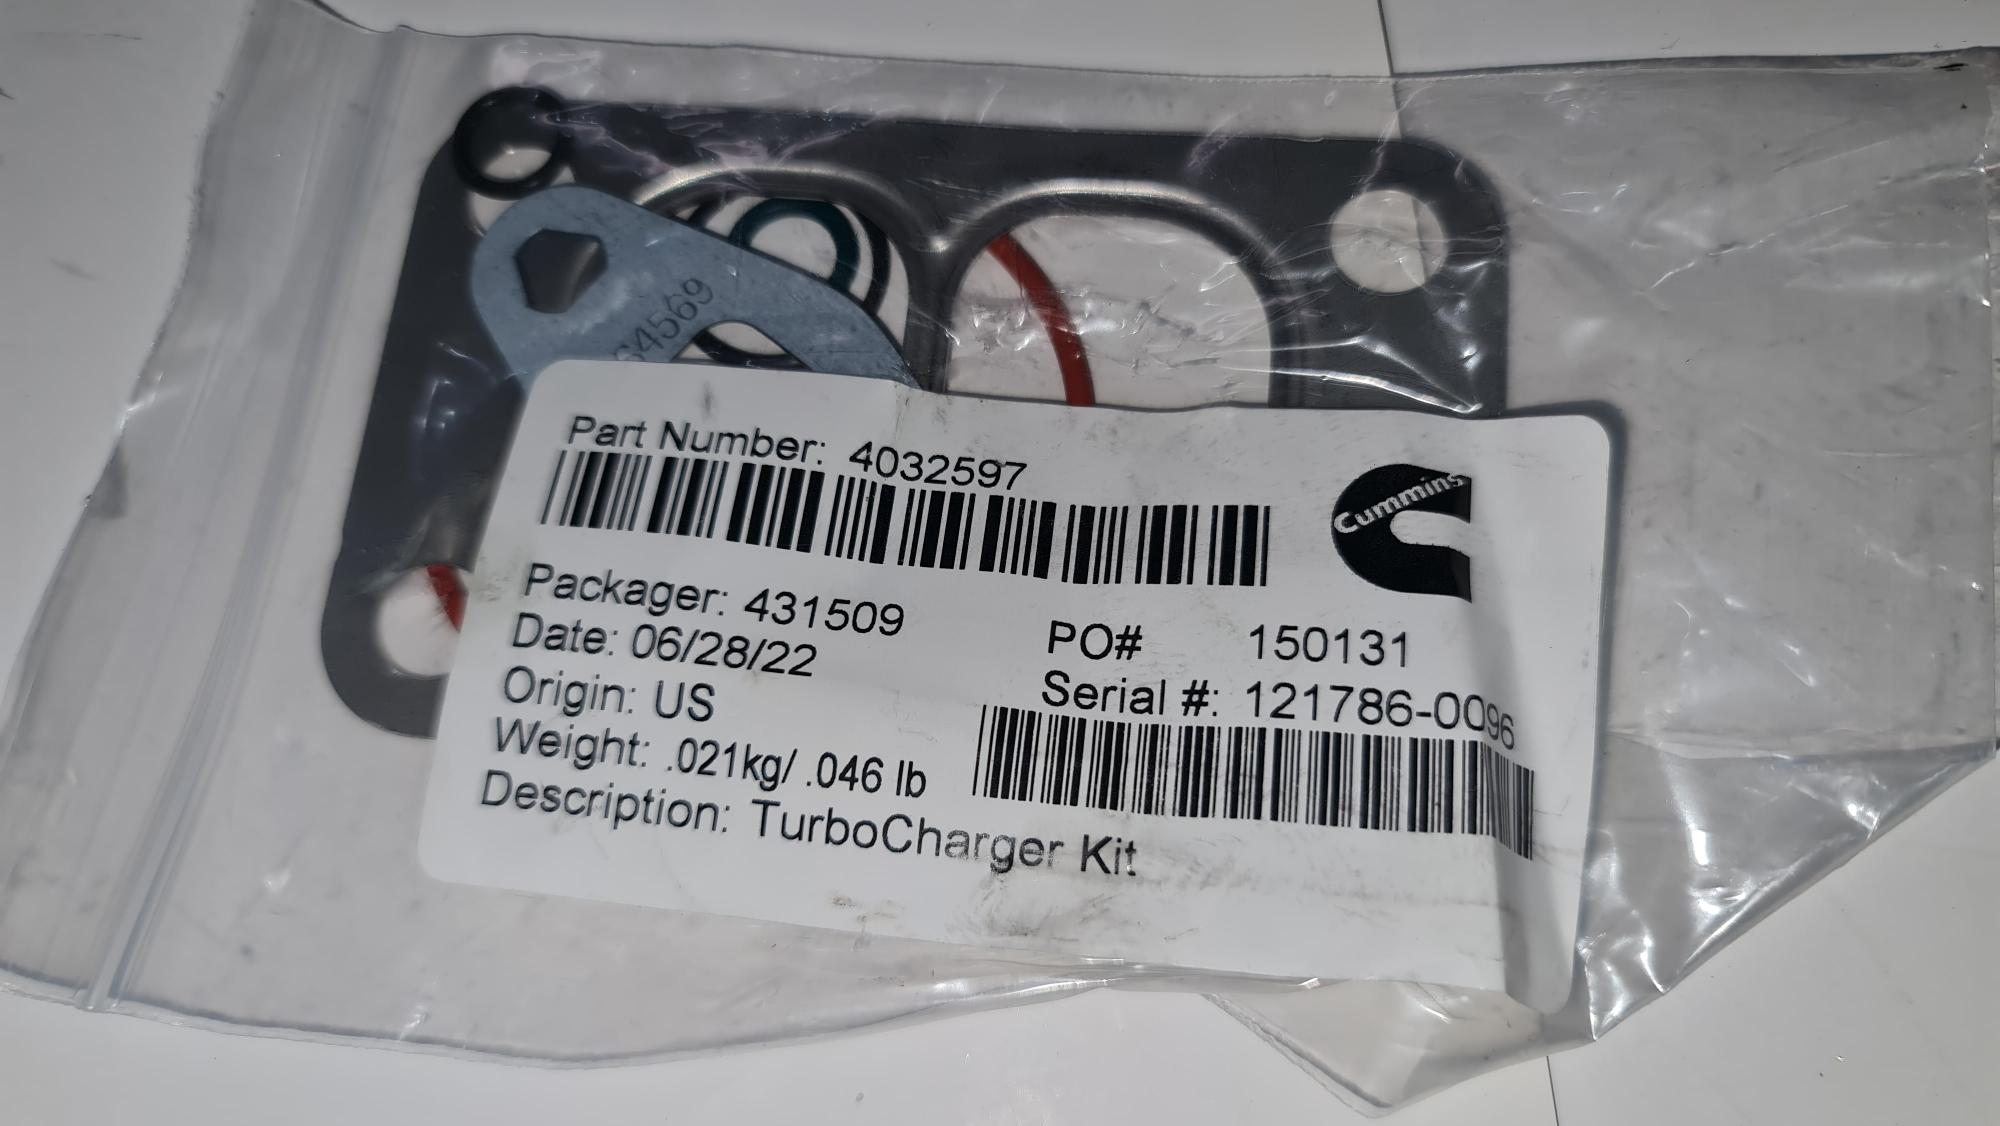 64569
Part Number: 4032597
Cummins
Packager: 431509
Date: 06/28/22
Origin: US
Weight: .021kg/ .046 lb
Description: TurboCharger Kit
PO# 150131
Serial #: 121786-0096